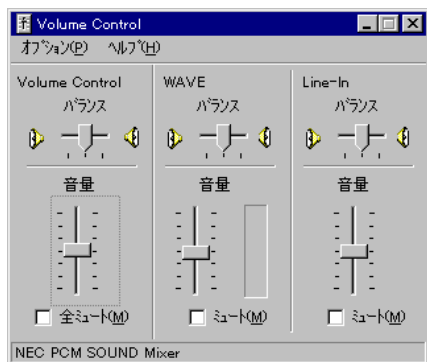 Volume Control
ｵﾌﾟｼｮﾝ(P) ﾍﾙﾌﾟ(H)
Volume Control WAVE Line-In
ﾊﾞﾗﾝｽ ﾊﾞﾗﾝｽ ﾊﾞﾗﾝｽ
音量 音量 音量
全ﾐｭｰﾄ(M) ﾐｭｰﾄ(M) ﾐｭｰﾄ(M)
NEC PCM SOUND Mixer